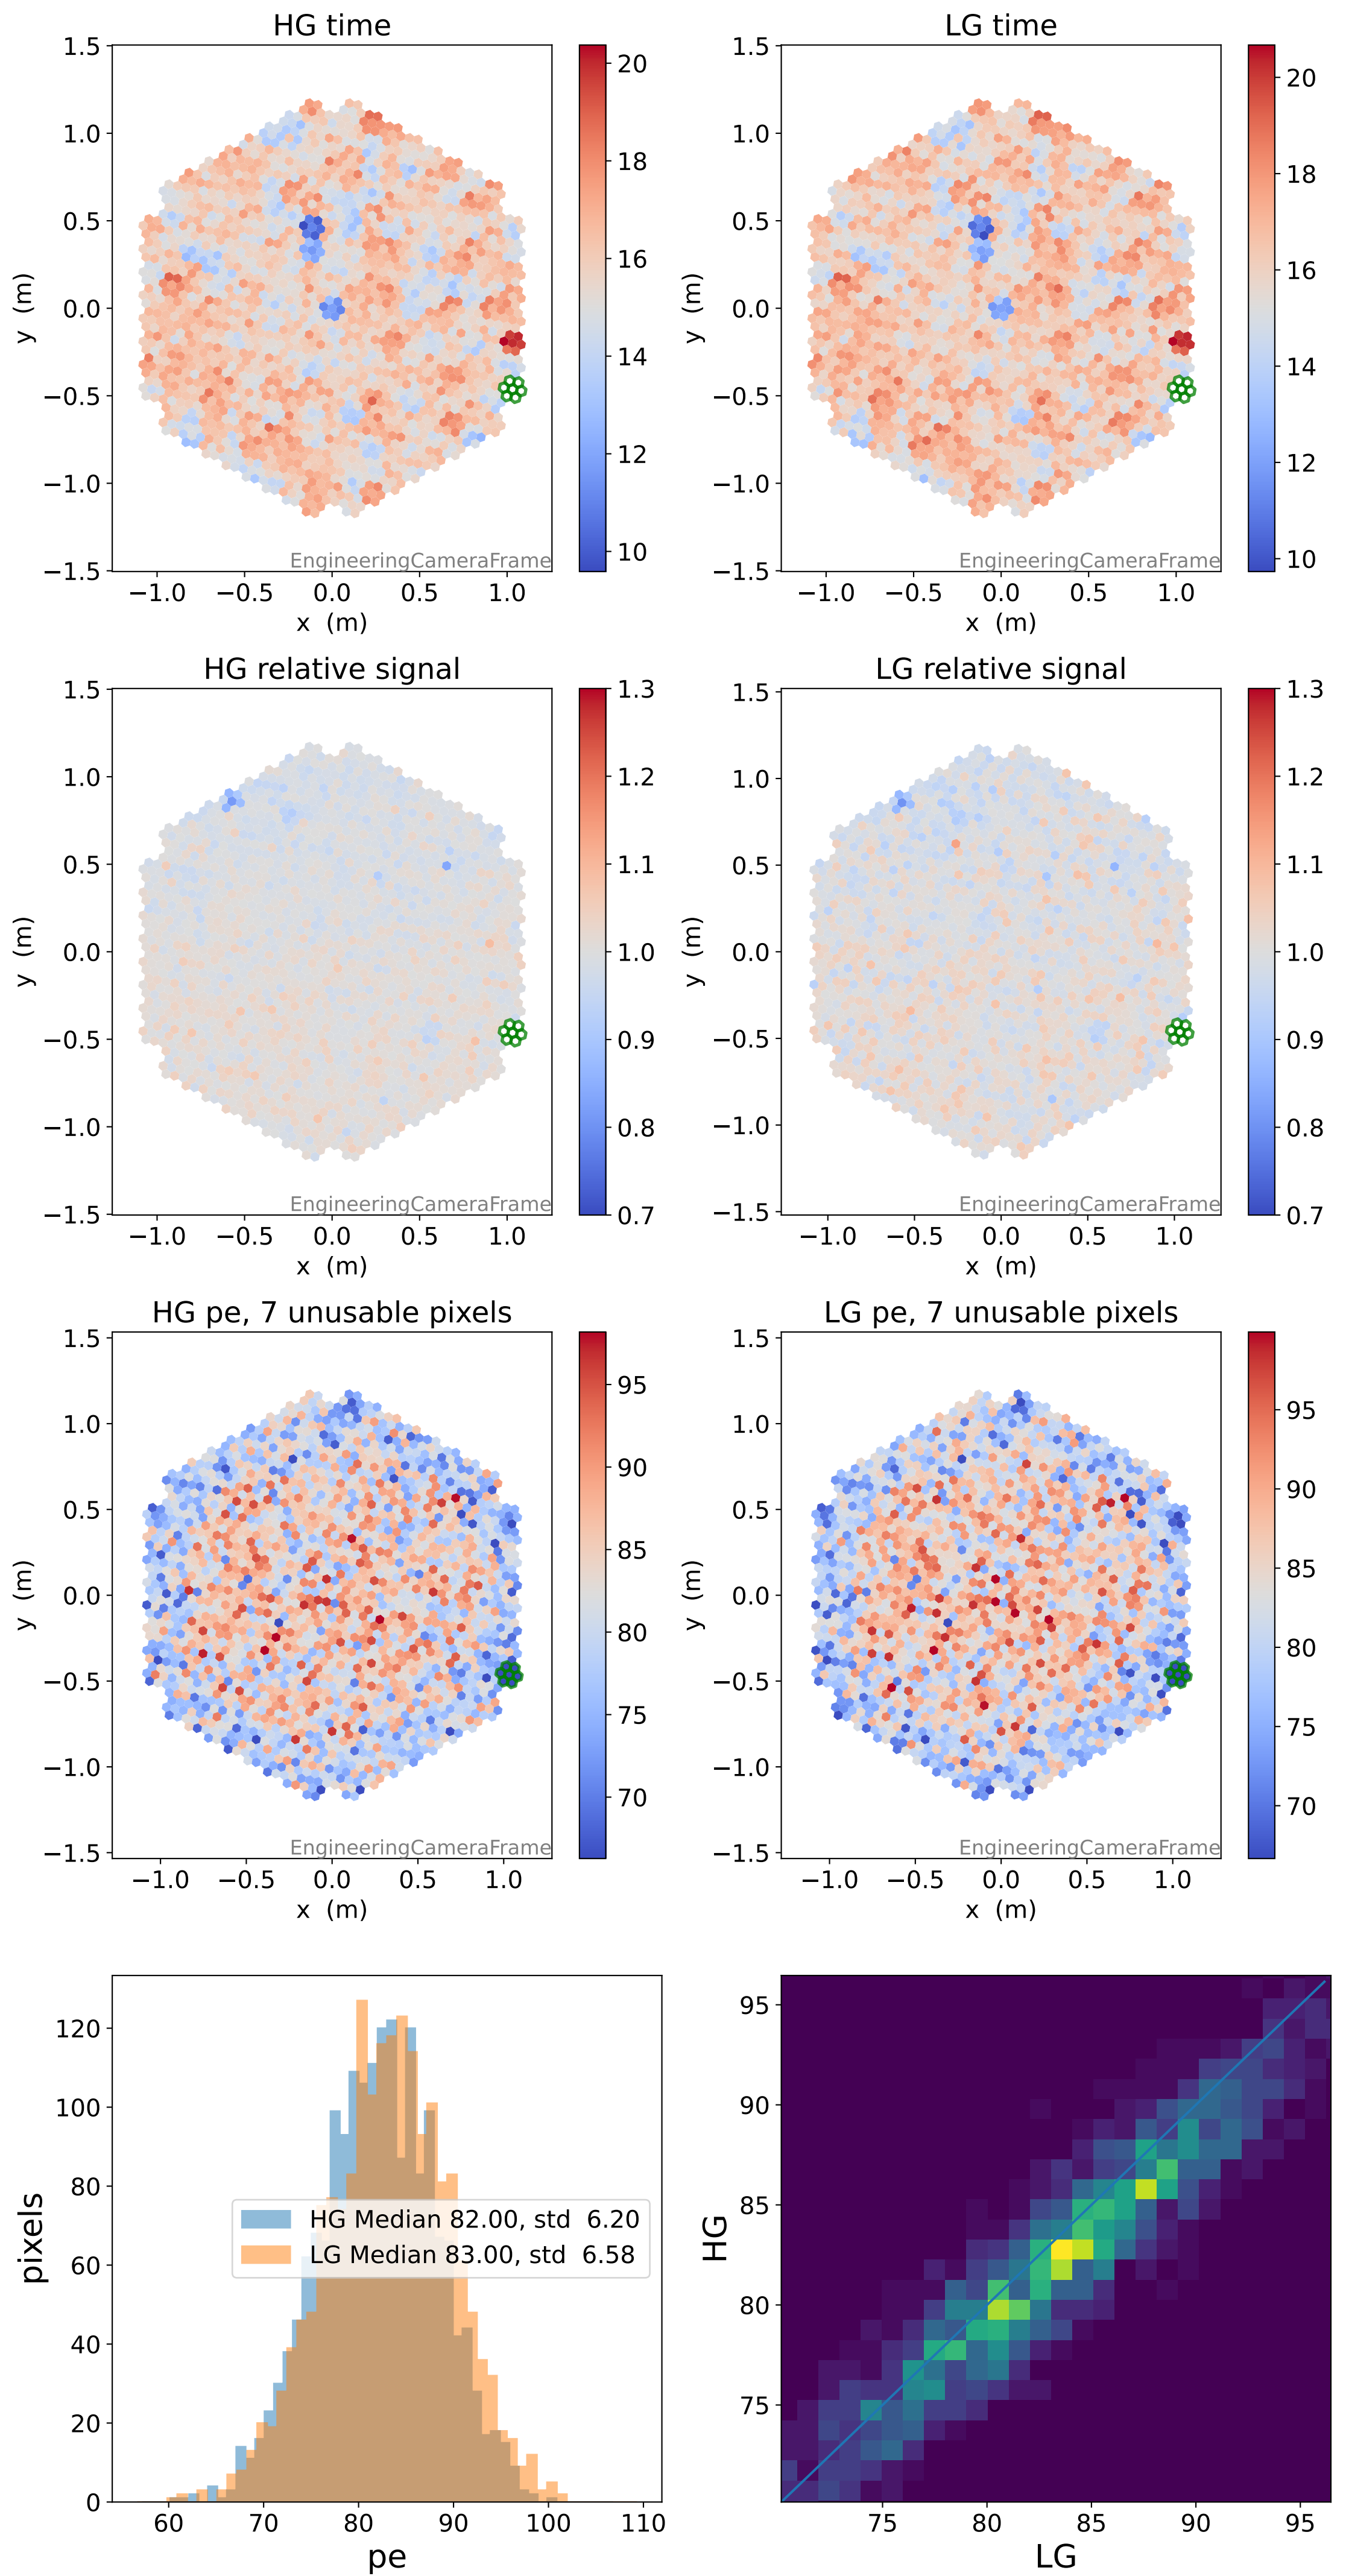 HG time
LG time
1.5
1.0
0.5
0.0
−0.5
−1.0
−1.5
y (m)
−1.0 −0.5 0.0 0.5 1.0
x (m)
EngineeringCameraFrame
20
18
16
14
12
10
1.5
1.0
0.5
0.0
−0.5
−1.0
−1.5
y (m)
−1.0 −0.5 0.0 0.5 1.0
x (m)
EngineeringCameraFrame
20
18
16
14
12
10
HG relative signal
LG relative signal
1.5
1.0
0.5
0.0
−0.5
−1.0
−1.5
y (m)
−1.0 −0.5 0.0 0.5 1.0
x (m)
EngineeringCameraFrame
1.3
1.2
1.1
1.0
0.9
0.8
0.7
1.5
1.0
0.5
0.0
−0.5
−1.0
−1.5
y (m)
−1.0 −0.5 0.0 0.5 1.0
x (m)
EngineeringCameraFrame
1.3
1.2
1.1
1.0
0.9
0.8
0.7
HG pe, 7 unusable pixels
LG pe, 7 unusable pixels
1.5
1.0
0.5
0.0
−0.5
−1.0
−1.5
y (m)
−1.0 −0.5 0.0 0.5 1.0
x (m)
EngineeringCameraFrame
95
90
85
80
75
70
1.5
1.0
0.5
0.0
−0.5
−1.0
−1.5
y (m)
−1.0 −0.5 0.0 0.5 1.0
x (m)
EngineeringCameraFrame
95
90
85
80
75
70
120
100
80
60
40
20
0
pixels
HG Median 82.00, std 6.20
LG Median 83.00, std 6.58
60 70 80 90 100 110
pe
95
90
85
80
75
HG
75 80 85 90 95
LG